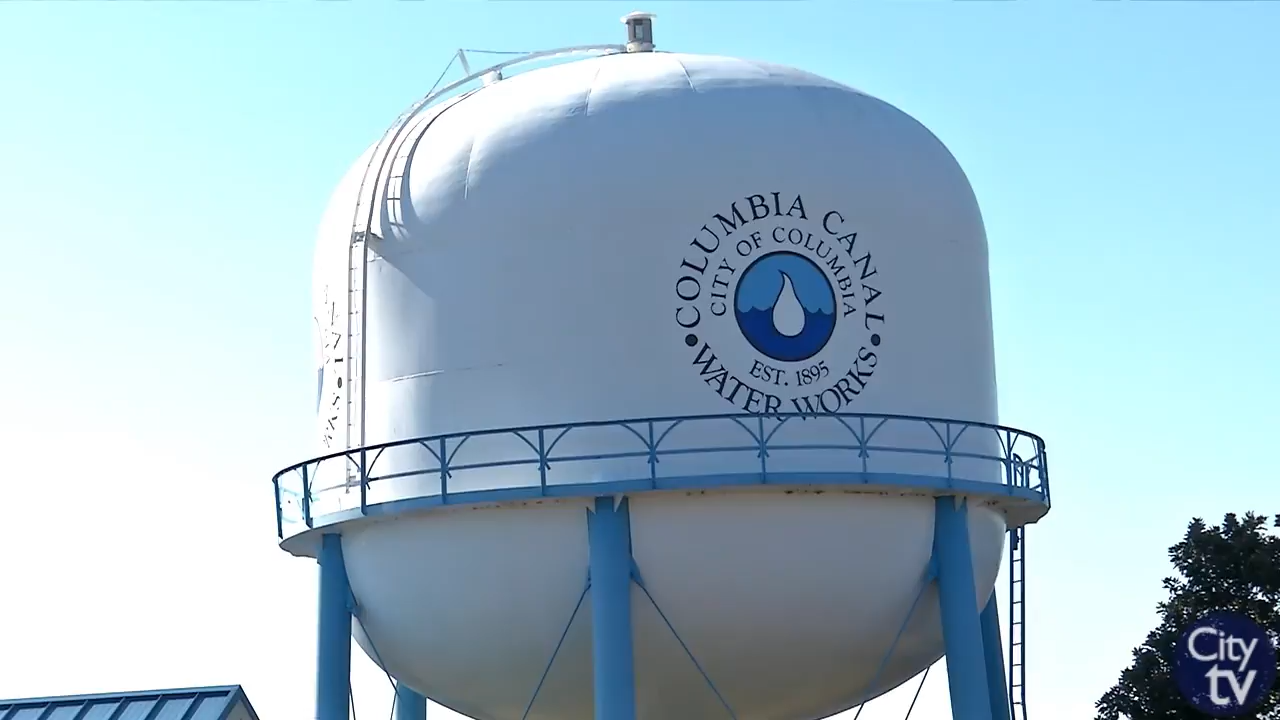 COLUMBIA CANAL
CITY OF COLUMBIA
EST. 1895
• WATER WORKS •
City
tv